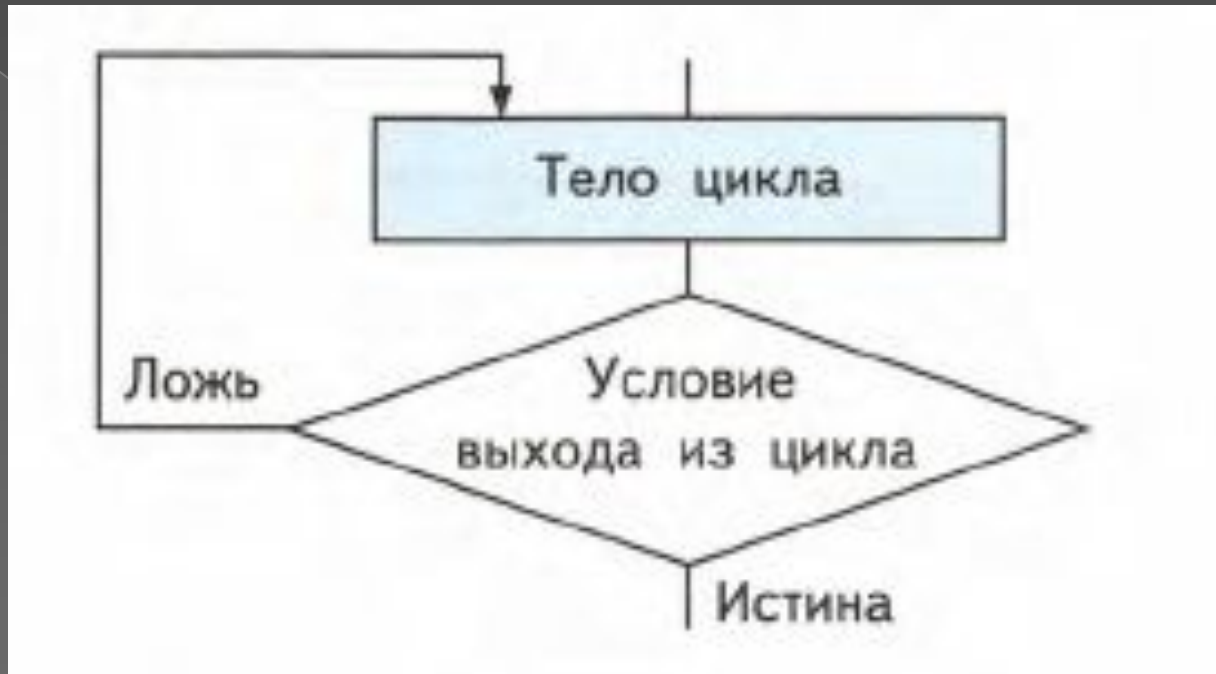 Тело цикла
Ложь
Условие
выхода из цикла
Истина